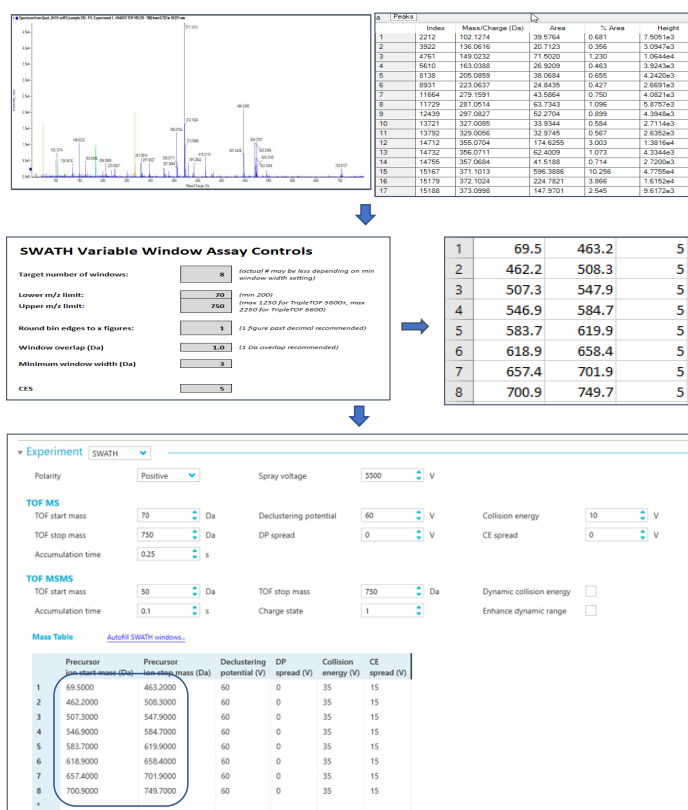 371.1013
488.2086
a Peaks
Index Mass/Charge (Da) Area % Area Height
1 2212 102.1274 39.5764 0.681 7.5051e3
2 3922 136.0616 20.7123 0.356 3.0947e3
3 4761 149.0232 71.5020 1.230 1.0644e4
4 5610 163.0388 26.9209 0.463 3.9243e3
5 8138 205.0859 38.0684 0.655 4.2420e3
6 8931 223.0637 24.8435 0.427 2.6691e3
7 11664 279.1591 43.5864 0.750 4.0821e3
8 11729 281.0514 63.7343 1.096 5.8757e3
9 12439 297.0827 52.2704 0.899 4.3948e3
10 13721 327.0085 33.9344 0.584 2.7114e3
11 13792 329.0056 32.9745 0.567 2.6352e3
12 14712 355.0704 174.6255 3.003 1.3816e4
13 14732 356.0711 62.4009 1.073 4.3344e3
14 14755 357.0684 41.5188 0.714 2.7200e3
15 15167 371.1013 596.3886 10.256 4.7755e4
16 15179 372.1024 224.7821 3.866 1.6152e4
17 15188 373.0998 147.9701 2.545 9.6172e3
SWATH Variable Window Assay Controls
Target number of windows: 8 (actual # may be less depending on min window width setting)
Lower m/z limit: 70 (min 200)
Upper m/z limit: 750 (max 1250 for TripleTOF 5600+, max 2250 for TripleTOF 6600)
Round bin edges to x figures: 1 (1 figure past decimal recommended)
Window overlap (Da) 1.0 (1 Da overlap recommended)
Minimum window width (Da) 3
CES 5
1 69.5 463.2 5
2 462.2 508.3 5
3 507.3 547.9 5
4 546.9 584.7 5
5 583.7 619.9 5
6 618.9 658.4 5
7 657.4 701.9 5
8 700.9 749.7 5
Experiment SWATH
Polarity Positive Spray voltage 5500 V
TOF MS
TOF start mass 70 Da Declustering potential 60 V Collision energy 10 V
TOF stop mass 750 Da DP spread 0 V CE spread 0 V
Accumulation time 0.25 s
TOF MSMS
TOF start mass 50 Da TOF stop mass 750 Da Dynamic collision energy
Accumulation time 0.1 s Charge state 1 Enhance dynamic range
Mass Table Autofill SWATH windows...
Precursor Precursor Declustering DP Collision CE
ion start mass (Da) ion stop mass (Da) potential (V) spread (V) energy (V) spread (V)
1 69.5000 463.2000 60 0 35 15
2 462.2000 508.3000 60 0 35 15
3 507.3000 547.9000 60 0 35 15
4 546.9000 584.7000 60 0 35 15
5 583.7000 619.9000 60 0 35 15
6 618.9000 658.4000 60 0 35 15
7 657.4000 701.9000 60 0 35 15
8 700.9000 749.7000 60 0 35 15
*